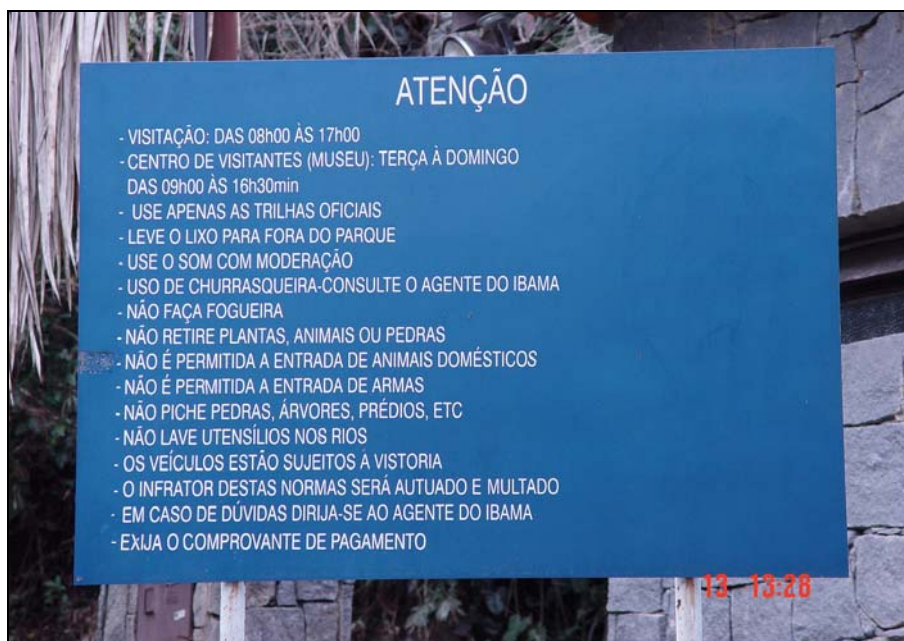 ATENÇÃO
- VISITAÇÃO: DAS 08h00 ÀS 17h00
- CENTRO DE VISITANTES (MUSEU): TERÇA À DOMINGO
DAS 09h00 ÀS 16h30min
- USE APENAS AS TRILHAS OFICIAIS
- LEVE O LIXO PARA FORA DO PARQUE
- USE O SOM COM MODERAÇÃO
- USO DE CHURRASQUEIRA-CONSULTE O AGENTE DO IBAMA
- NÃO FAÇA FOGUEIRA
- NÃO RETIRE PLANTAS, ANIMAIS OU PEDRAS
- NÃO É PERMITIDA A ENTRADA DE ANIMAIS DOMÉSTICOS
- NÃO É PERMITIDA A ENTRADA DE ARMAS
- NÃO PICHE PEDRAS, ÁRVORES, PRÉDIOS, ETC
- NÃO LAVE UTENSÍLIOS NOS RIOS
- OS VEÍCULOS ESTÃO SUJEITOS À VISTORIA
- O INFRATOR DESTAS NORMAS SERÁ AUTUADO E MULTADO
- EM CASO DE DÚVIDAS DIRIJA-SE AO AGENTE DO IBAMA
- EXIJA O COMPROVANTE DE PAGAMENTO
13 13:28